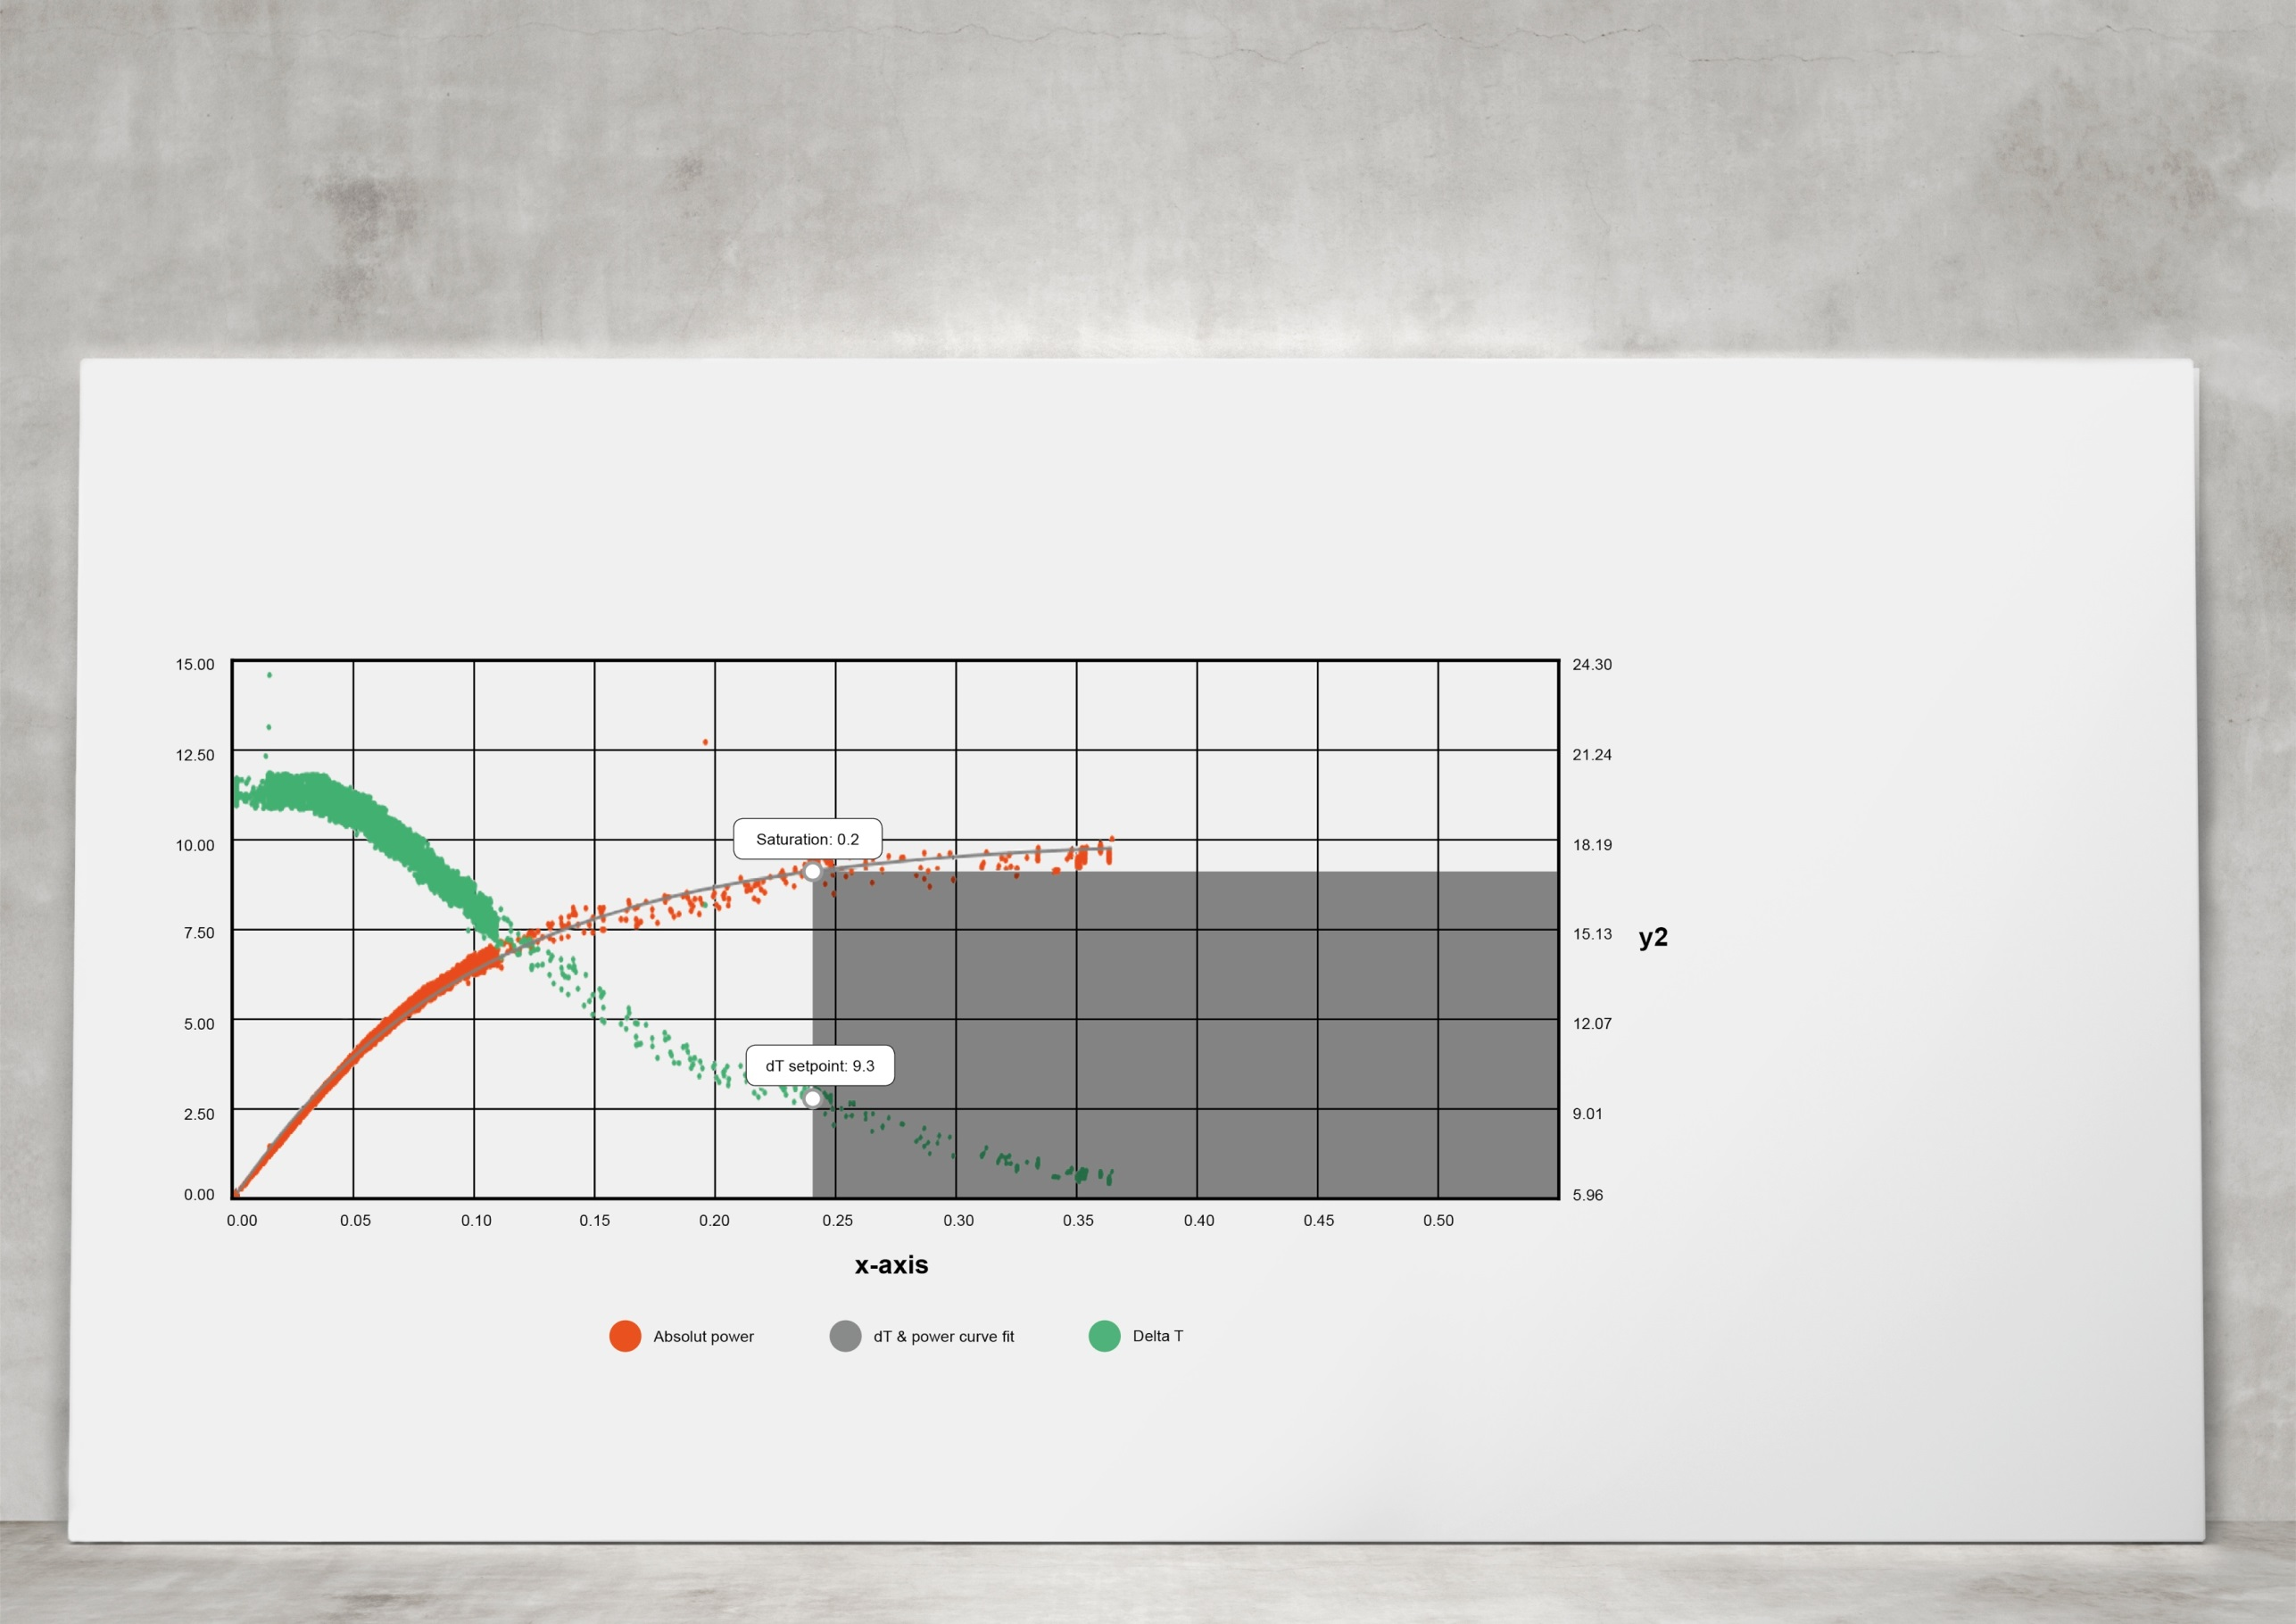 15.00
12.50
10.00
7.50
5.00
2.50
0.00
24.30
21.24
18.19
15.13
12.07
9.01
5.96
y2
Saturation: 0.2
dT setpoint: 9.3
0.00 0.05 0.10 0.15 0.20 0.25 0.30 0.35 0.40 0.45 0.50
x-axis
Absolut power dT & power curve fit Delta T